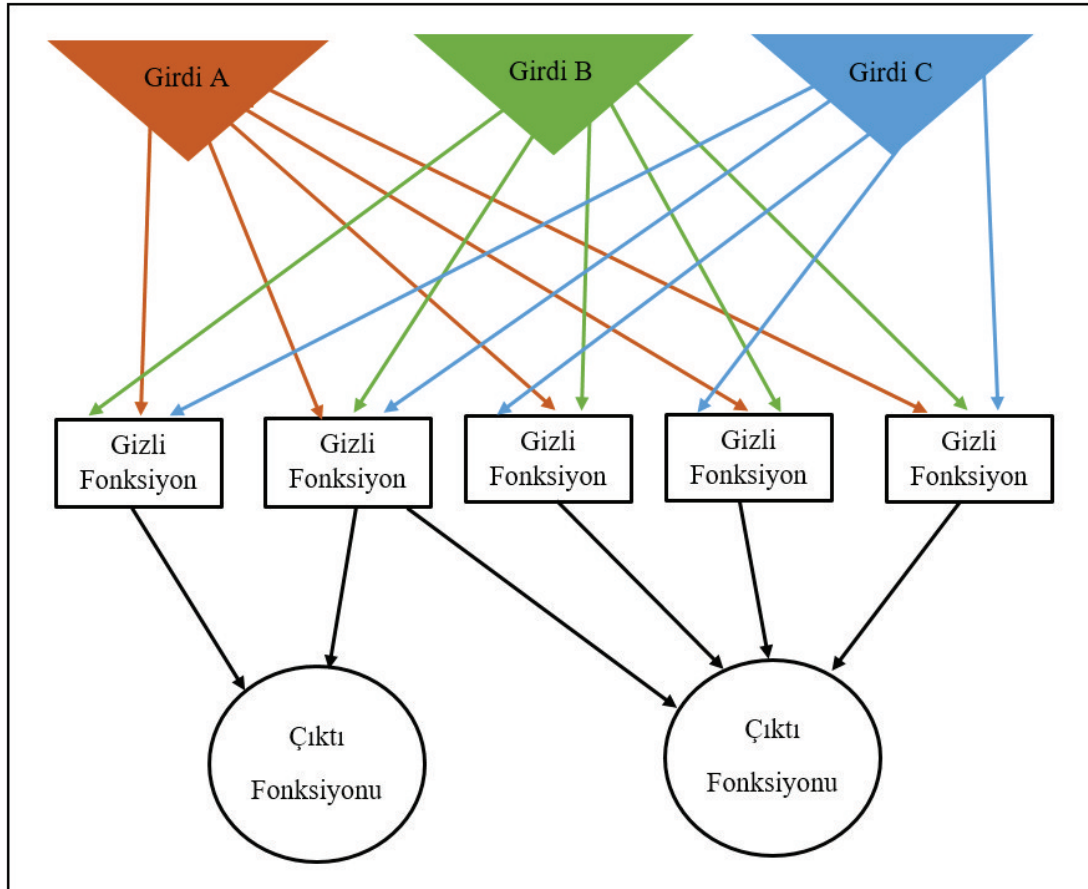 Girdi A
Girdi B
Girdi C
Gizli
Fonksiyon
Gizli
Fonksiyon
Gizli
Fonksiyon
Gizli
Fonksiyon
Gizli
Fonksiyon
Çıktı
Fonksiyonu
Çıktı
Fonksiyonu